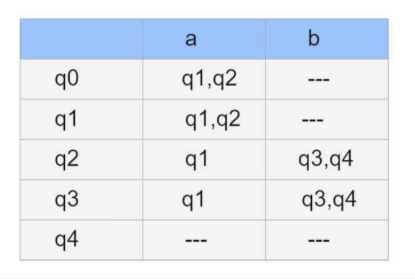 a b
q0 q1,q2 ---
q1 q1,q2 ---
q2 q1 q3,q4
q3 q1 q3,q4
q4 --- ---